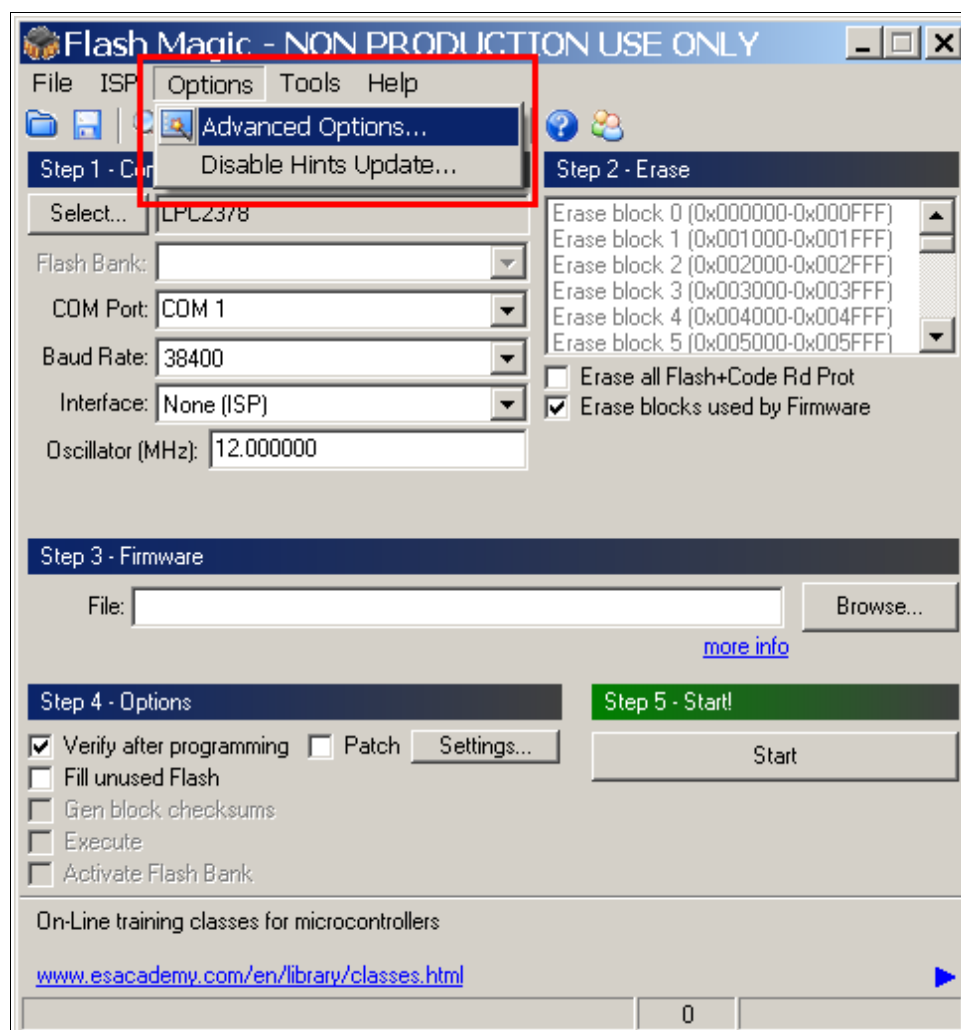 Flash Magic - NON PRODUCTION USE ONLY
File ISP Options Tools Help
Advanced Options...
Disable Hints Update...
Step 1 - Step 2 - Erase
Select... LPC2378
Erase block 0 (0x000000-0x000FFF)
Erase block 1 (0x001000-0x001FFF)
Erase block 2 (0x002000-0x002FFF)
Erase block 3 (0x003000-0x003FFF)
Erase block 4 (0x004000-0x004FFF)
Erase block 5 (0x005000-0x005FFF)
Flash Bank:
COM Port: COM 1
Baud Rate: 38400
Interface: None (ISP)
Oscillator (MHz): 12.000000
Erase all Flash+Code Rd Prot
Erase blocks used by Firmware
Step 3 - Firmware
File: Browse...
more info
Step 4 - Options
Verify after programming Patch Settings...
Fill unused Flash
Gen block checksums
Execute
Activate Flash Bank
Step 5 - Start!
Start
On-Line training classes for microcontrollers
www.esacademy.com/en/library/classes.html
0